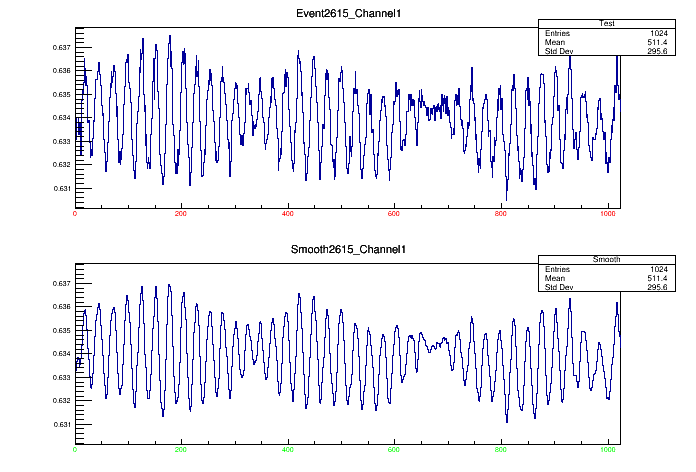 Event2615_Channel1
Test
Entries 1024
Mean 511.4
Std Dev 295.6
0.637
0.636
0.635
0.634
0.633
0.632
0.631
0 200 400 600 800 1000
Smooth2615_Channel1
Smooth
Entries 1024
Mean 511.4
Std Dev 295.6
0.637
0.636
0.635
0.634
0.633
0.632
0.631
0 200 400 600 800 1000